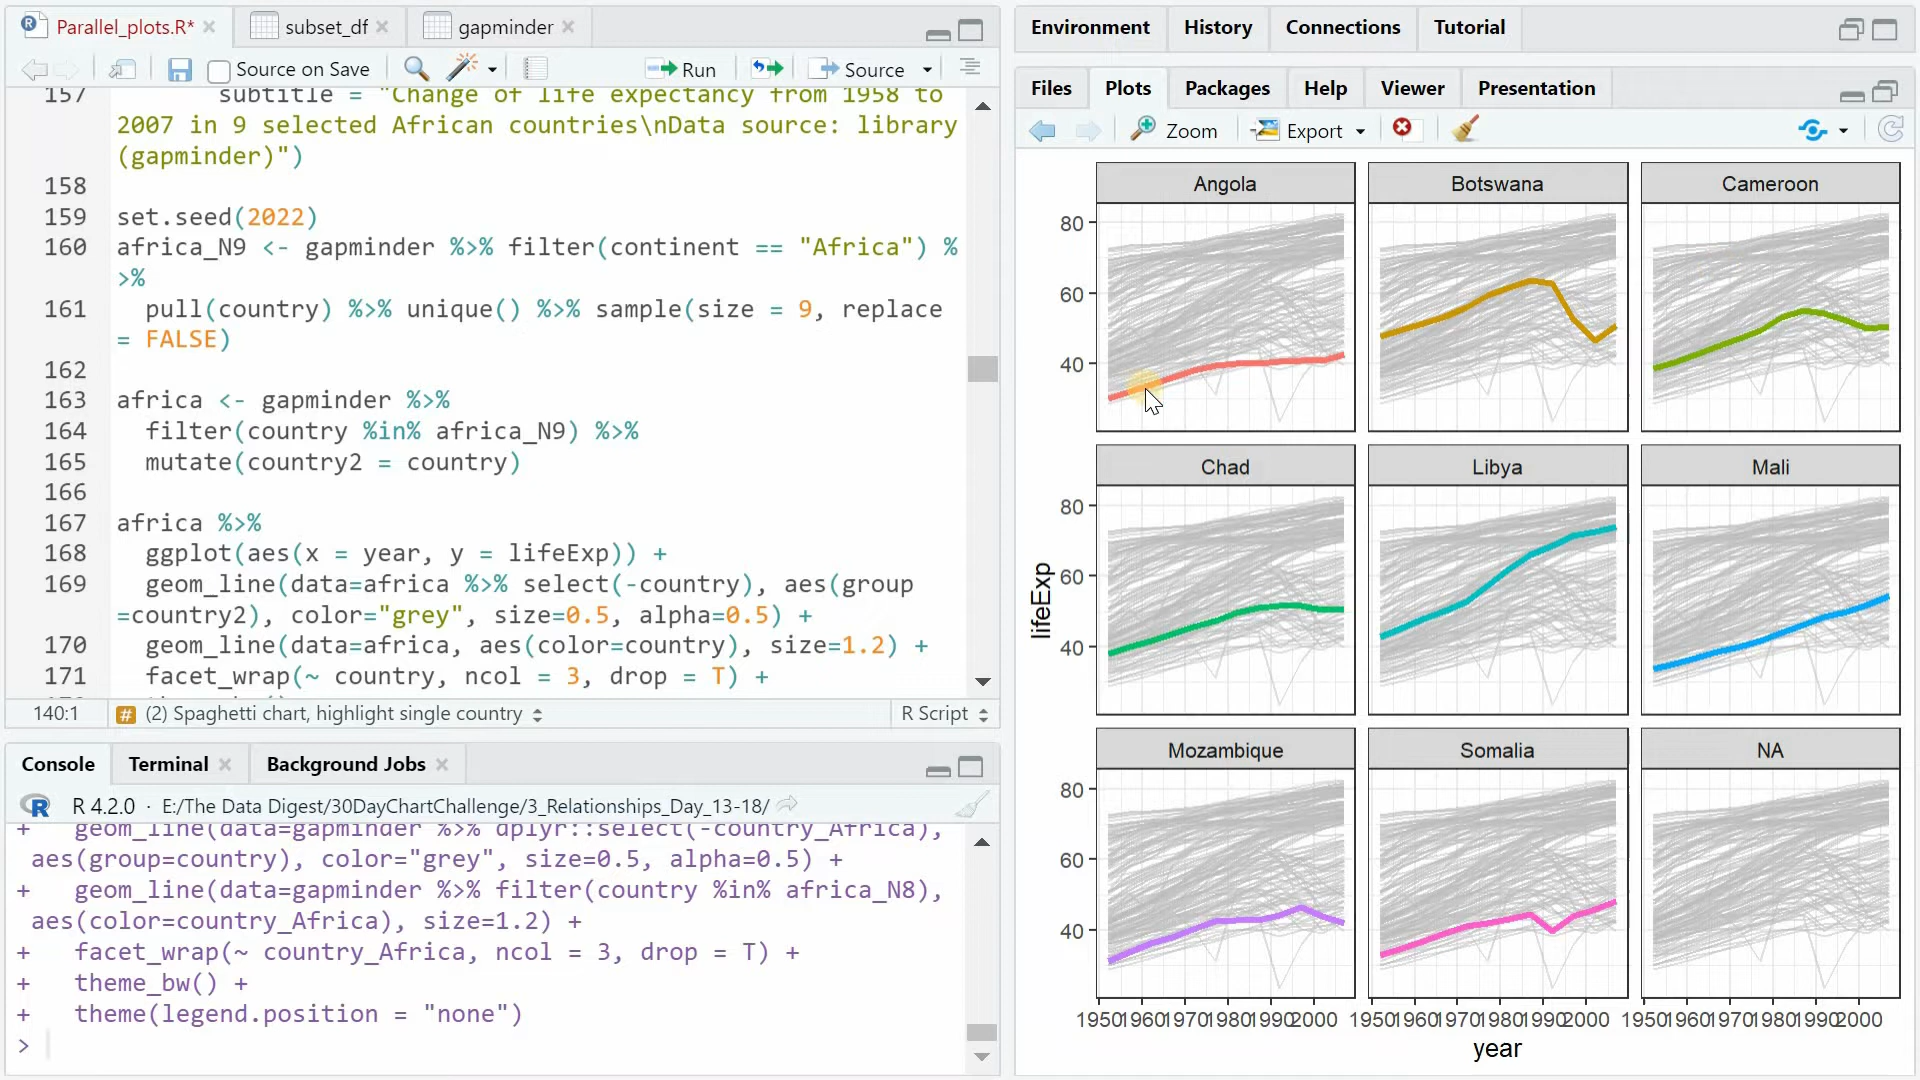 Parallel_plots.R*
subset_df
gapminder
Source on Save
Run
Source
157 subtitle = "Change of life expectancy from 1958 to
2007 in 9 selected African countries\nData source: library
(gapminder)")
158
159 set.seed(2022)
160 africa_N9 <- gapminder %>% filter(continent == "Africa") %
>%
161 pull(country) %>% unique() %>% sample(size = 9, replace
= FALSE)
162
163 africa <- gapminder %>%
164 filter(country %in% africa_N9) %>%
165 mutate(country2 = country)
166
167 africa %>%
168 ggplot(aes(x = year, y = lifeExp)) +
169 geom_line(data=africa %>% select(-country), aes(group
=country2), color="grey", size=0.5, alpha=0.5) +
170 geom_line(data=africa, aes(color=country), size=1.2) +
171 facet_wrap(~ country, ncol = 3, drop = T) +
140:1
# (2) Spaghetti chart, highlight single country
R Script
Console
Terminal
Background Jobs
R 4.2.0 · E:/The Data Digest/30DayChartChallenge/3_Relationships_Day_13-18/
+ geom_line(data=gapminder %>% dplyr::select(-country_Africa),
aes(group=country), color="grey", size=0.5, alpha=0.5) +
+ geom_line(data=gapminder %>% filter(country %in% africa_N8),
aes(color=country_Africa), size=1.2) +
+ facet_wrap(~ country_Africa, ncol = 3, drop = T) +
+ theme_bw() +
+ theme(legend.position = "none")
>
Environment
History
Connections
Tutorial
Files
Plots
Packages
Help
Viewer
Presentation
Zoom
Export
Angola
Botswana
Cameroon
80
60
40
Chad
Libya
Mali
80
60
40
lifeExp
Mozambique
Somalia
NA
80
60
40
1950 1960 1970 1980 1990 2000
1950 1960 1970 1980 1990 2000
1950 1960 1970 1980 1990 2000
year